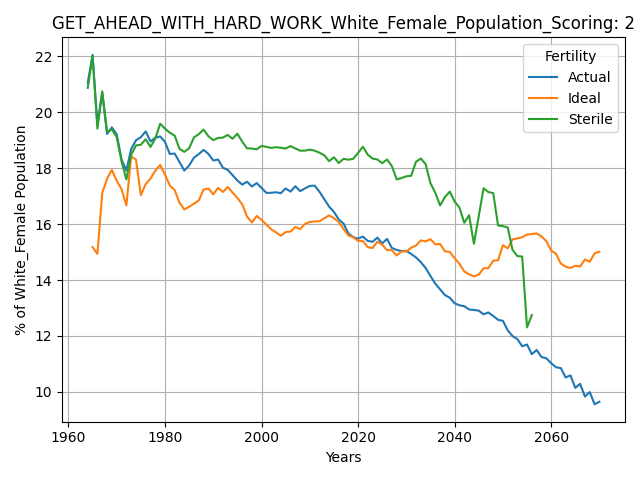 GET_AHEAD_WITH_HARD_WORK_White_Female_Population_Scoring: 2
Fertility
Actual
Ideal
Sterile
% of White_Female Population
22
20
18
16
14
12
10
1960
1980
2000
2020
2040
2060
Years